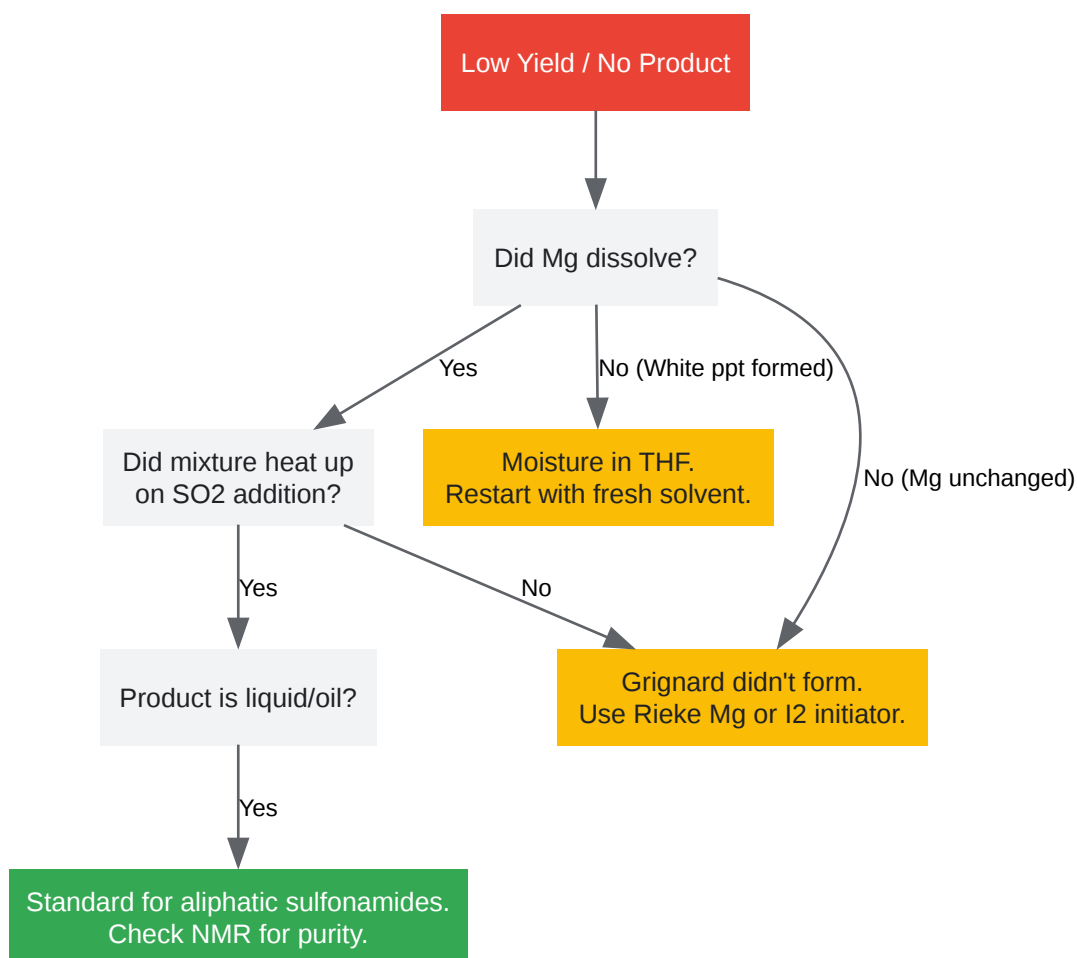 Low Yield / No Product
Did Mg dissolve?
Yes
No (White ppt formed)
No (Mg unchanged)
Did mixture heat up
on SO2 addition?
Moisture in THF.
Restart with fresh solvent.
Yes
No
Product is liquid/oil?
Grignard didn't form.
Use Rieke Mg or I2 initiator.
Yes
Standard for aliphatic sulfonamides.
Check NMR for purity.